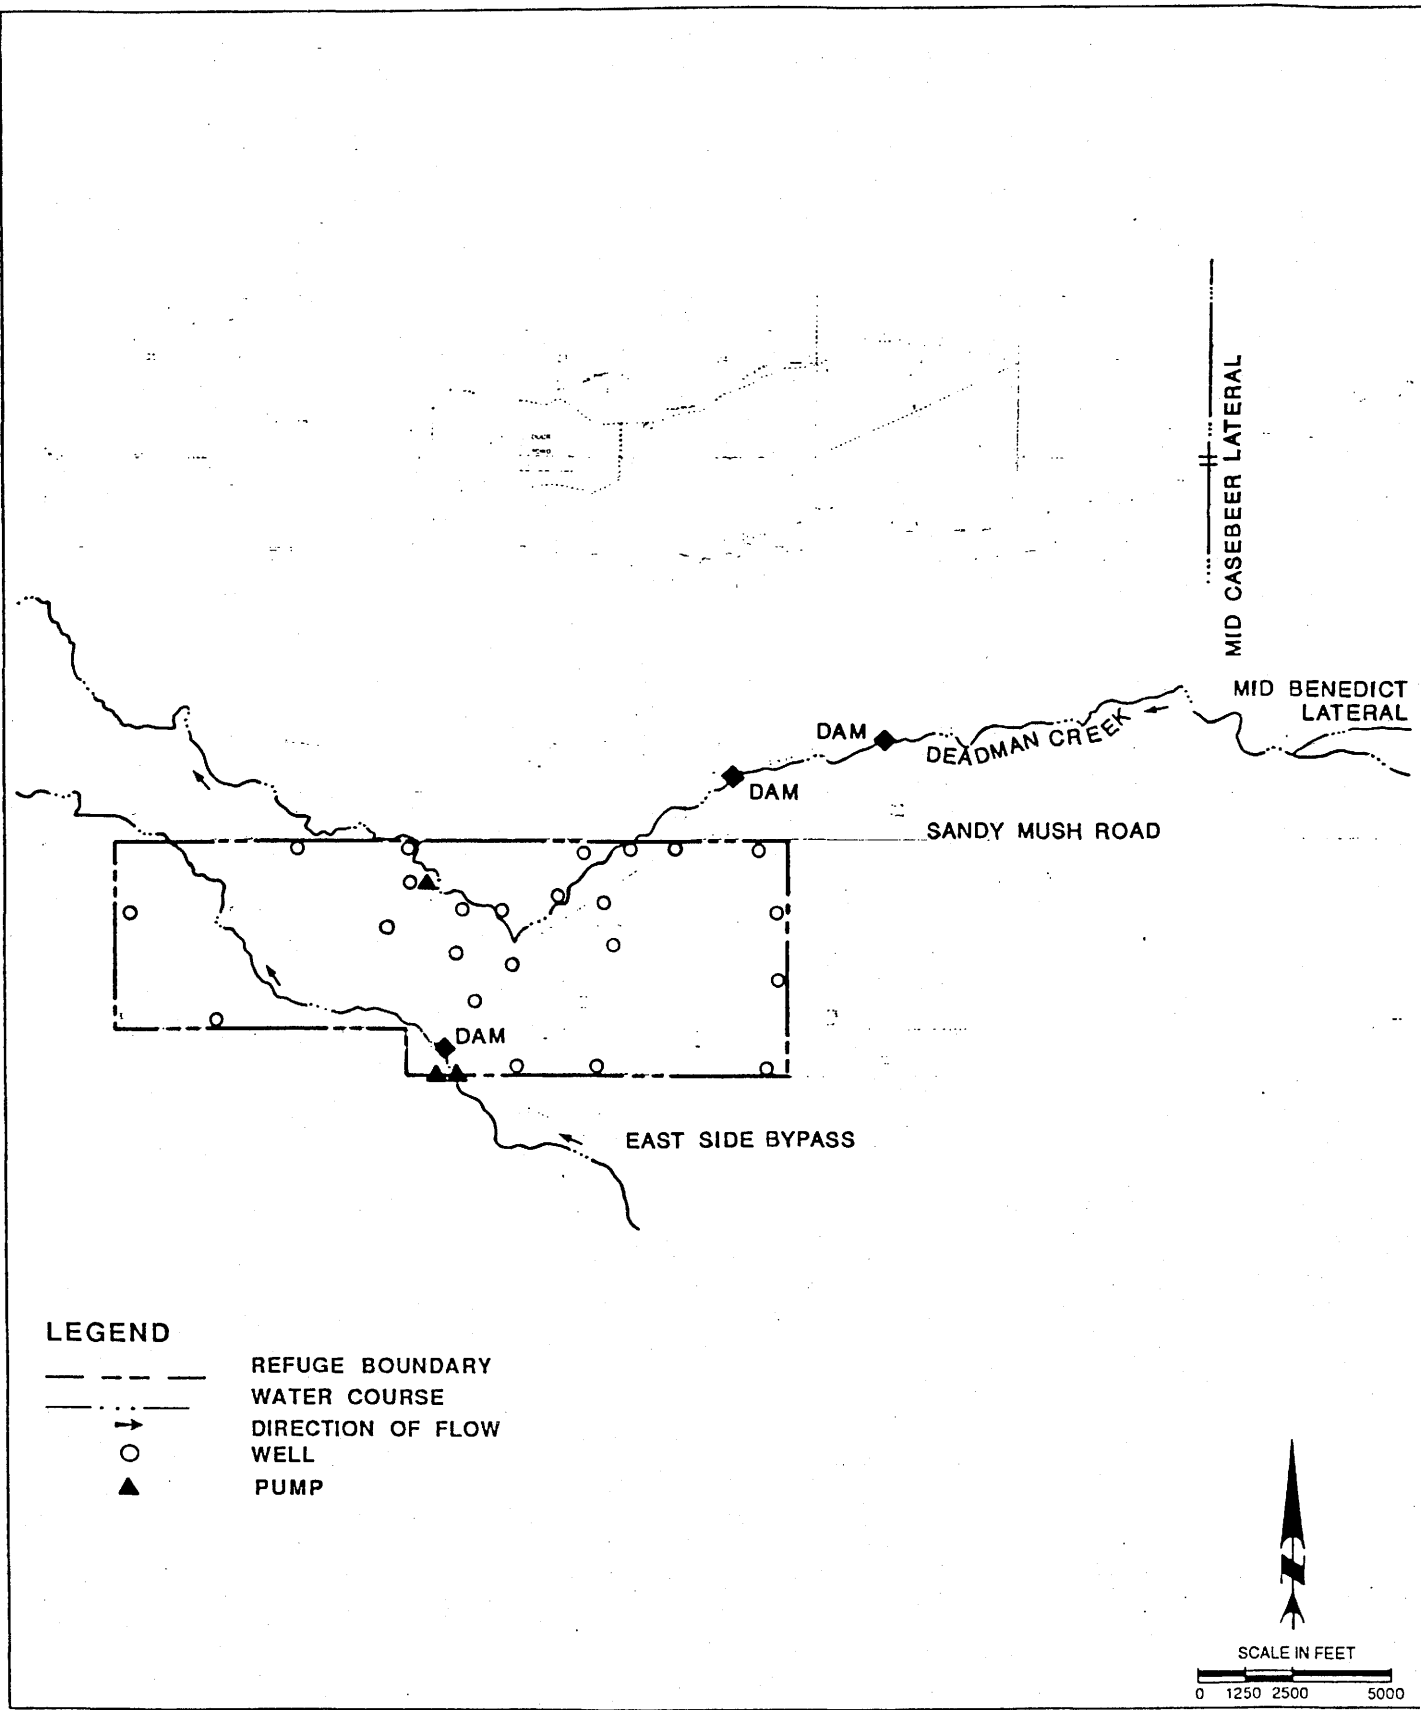 MID CASEBEER LATERAL
MID BENEDICT
LATERAL
DAM
DEADMAN CREEK
DAM
SANDY MUSH ROAD
DAM
EAST SIDE BYPASS
LEGEND
REFUGE BOUNDARY
WATER COURSE
DIRECTION OF FLOW
WELL
PUMP
N
SCALE IN FEET
0 1250 2500 5000